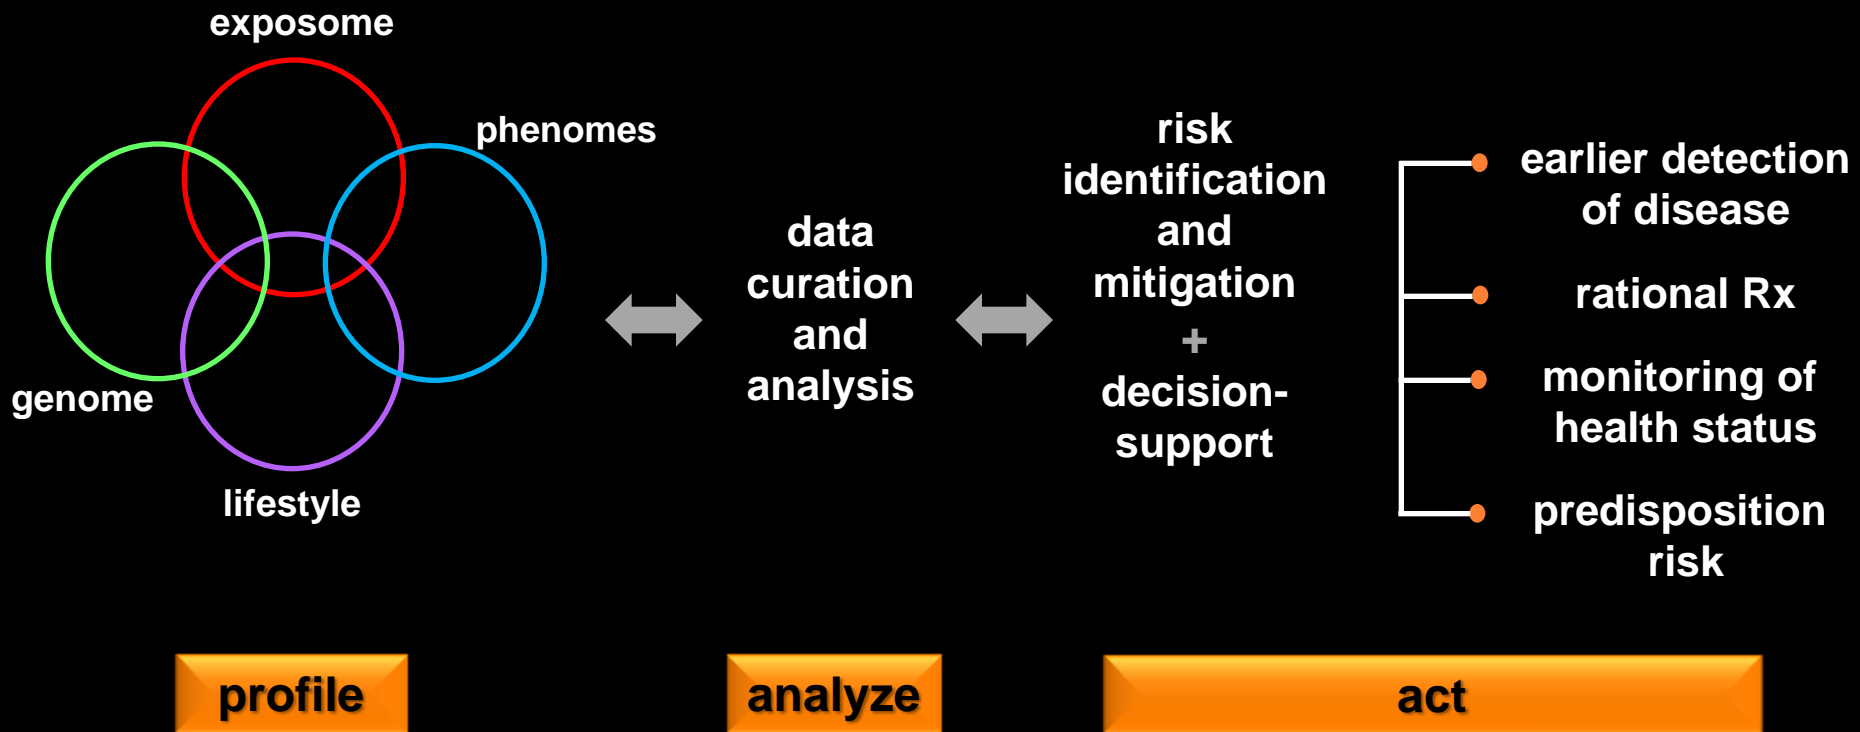 exposome
phenomes
genome
lifestyle
data
curation
and
analysis
risk
identification
and
mitigation
+
decision-
support
earlier detection
of disease
rational Rx
monitoring of
health status
predisposition
risk
profile
analyze
act